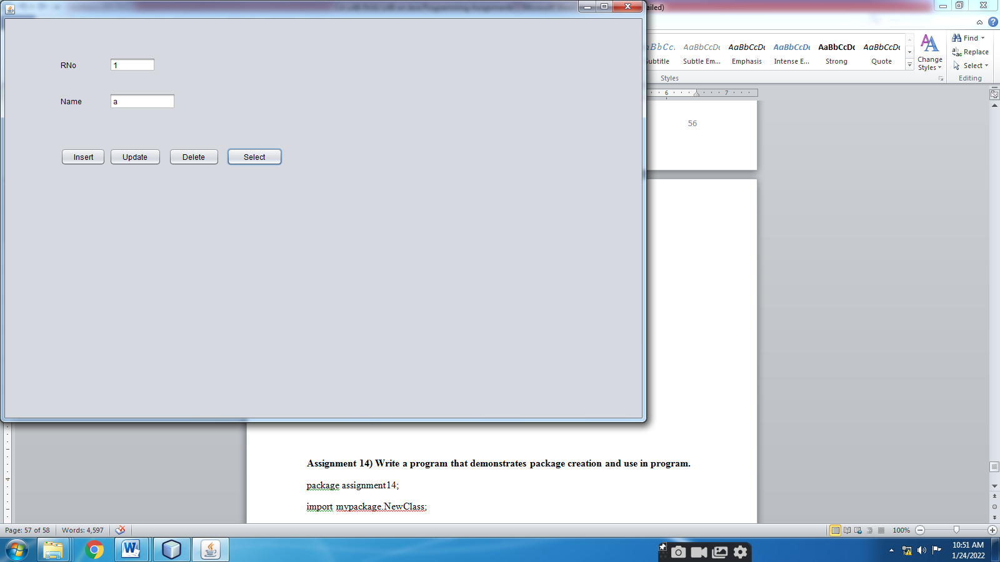 ailed)
RNo 1
Name a
Insert Update Delete Select
AaBbCcDc AaBbCcDc AaBbCcDc AaBbCcDc AaBbCcDc
Subtle Em... Emphasis Intense E... Strong Quote
Change Styles
Styles
Find
Replace
Select
Editing
6 7
56
4
Assignment 14) Write a program that demonstrates package creation and use in program.
package assignment14;
import mypackage.NewClass;
Page: 57 of 58 Words: 4,597 100%
10:51 AM
1/24/2022